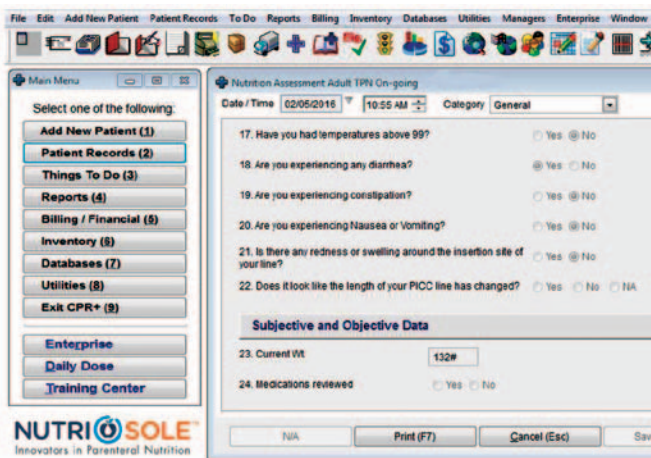 File Edit Add New Patient Patient Records To Do Reports Billing Inventory Databases Utilities Managers Enterprise Window
Main Menu
Select one of the following:
Add New Patient (1)
Patient Records (2)
Things To Do (3)
Reports (4)
Billing / Financial (5)
Inventory (6)
Databases (7)
Utilities (8)
Exit CPR+ (9)
Enterprise
Daily Dose
Training Center
NUTRISOLE
Innovators in Parenteral Nutrition
Nutrition Assessment Adult TPN On-going
Date / Time 02/05/2016 10:55 AM Category General
17. Have you had temperatures above 99? Yes No
18. Are you experiencing any diarrhea? Yes No
19. Are you experiencing constipation? Yes No
20. Are you experiencing Nausea or Vomiting? Yes No
21. Is there any redness or swelling around the insertion site of
your line? Yes No
22. Does it look like the length of your PICC line has changed? Yes No NA
Subjective and Objective Data
23. Current Wt 132#
24. Medications reviewed Yes No
N/A Print (F7) Cancel (Esc) Sav